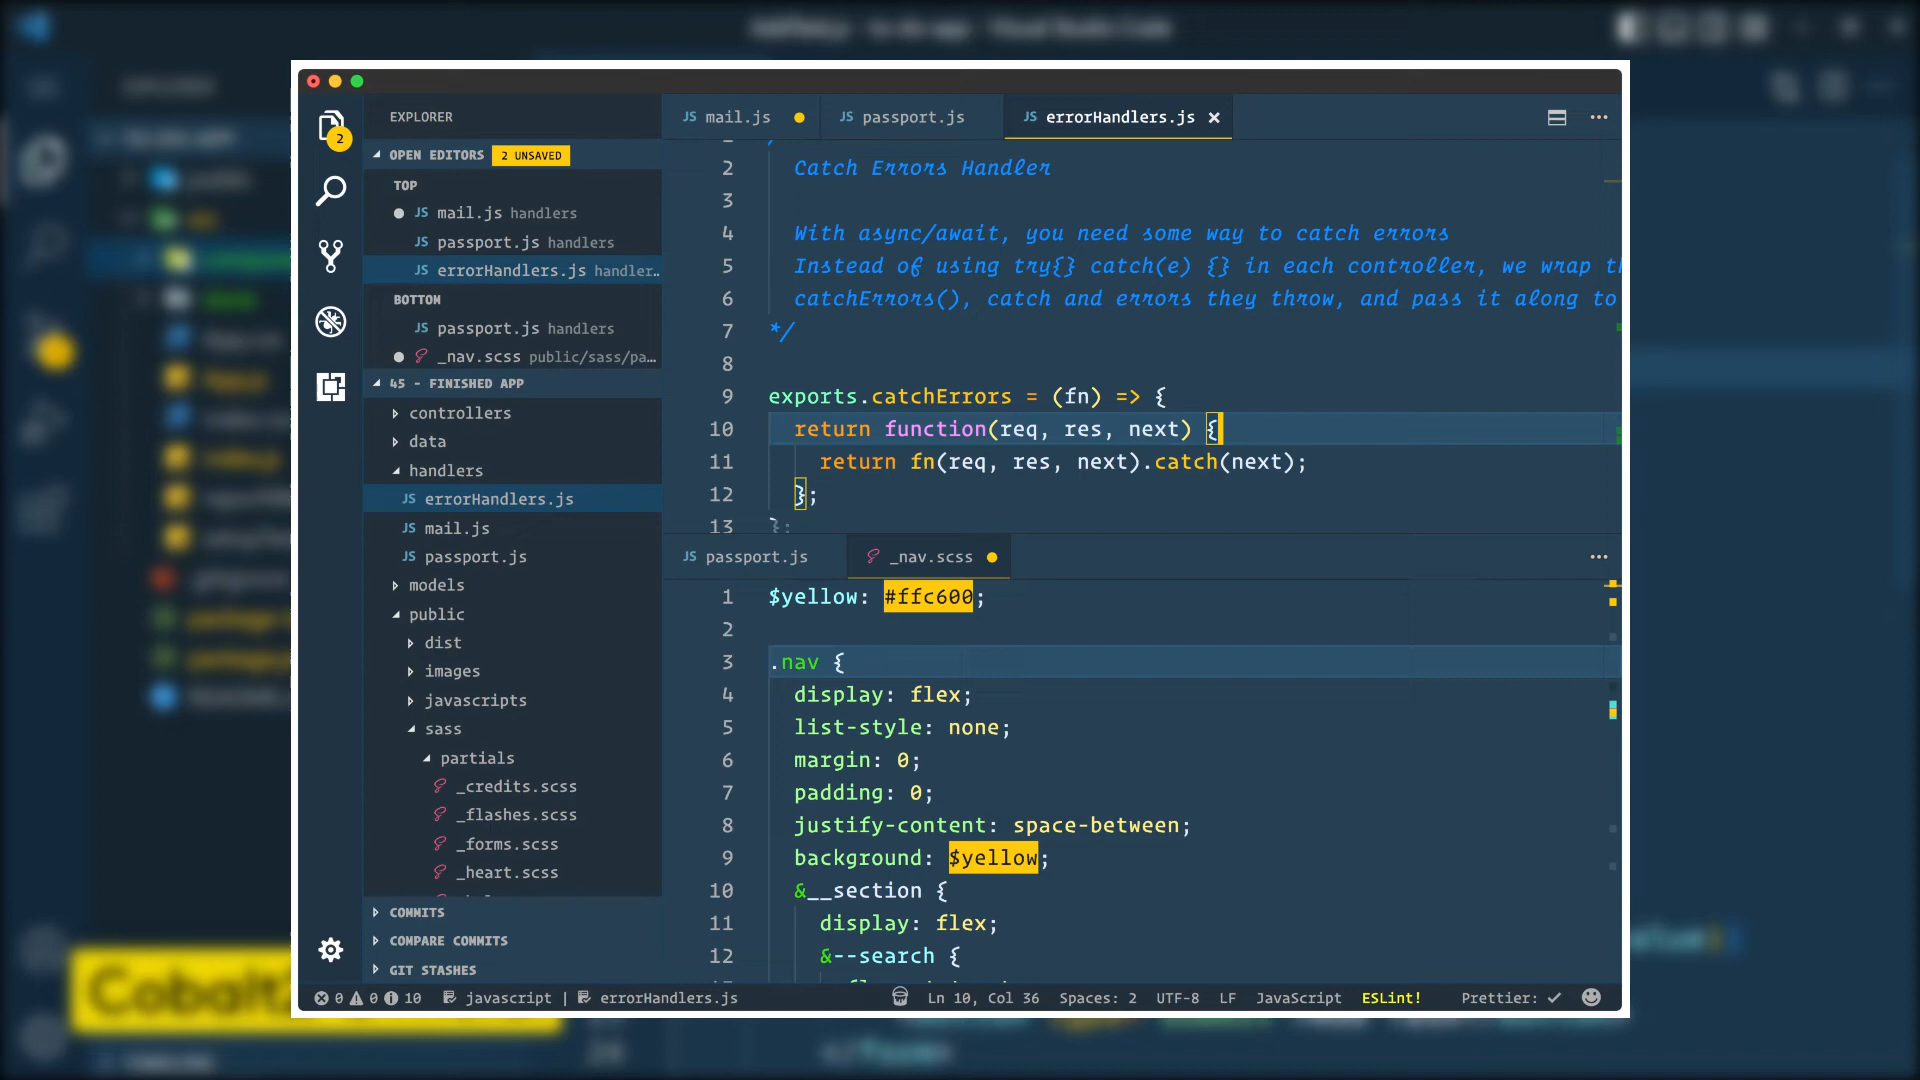 EXPLORER
OPEN EDITORS 2 UNSAVED
TOP
JS mail.js handlers
JS passport.js handlers
JS errorHandlers.js handler...
BOTTOM
JS passport.js handlers
_nav.scss public/sass/pa...
45 - FINISHED APP
controllers
data
handlers
JS errorHandlers.js
JS mail.js
JS passport.js
models
public
dist
images
javascripts
sass
partials
_credits.scss
_flashes.scss
_forms.scss
_heart.scss
COMMITS
COMPARE COMMITS
GIT STASHES
2
JS mail.js JS passport.js JS errorHandlers.js
2 Catch Errors Handler
3
4 With async/await, you need some way to catch errors
5 Instead of using try{} catch(e) {} in each controller, we wrap
6 catchErrors(), catch and errors they throw, and pass it along to
7 */
8
9 exports.catchErrors = (fn) => {
10 return function(req, res, next) {
11 return fn(req, res, next).catch(next);
12 };
13 };
JS passport.js _nav.scss
1 $yellow: #ffc600;
2
3 .nav {
4 display: flex;
5 list-style: none;
6 margin: 0;
7 padding: 0;
8 justify-content: space-between;
9 background: $yellow;
10 &__section {
11 display: flex;
12 &--search {
0 0 10 javascript | errorHandlers.js Ln 10, Col 36 Spaces: 2 UTF-8 LF JavaScript ESLint! Prettier: ✓
Cobalt